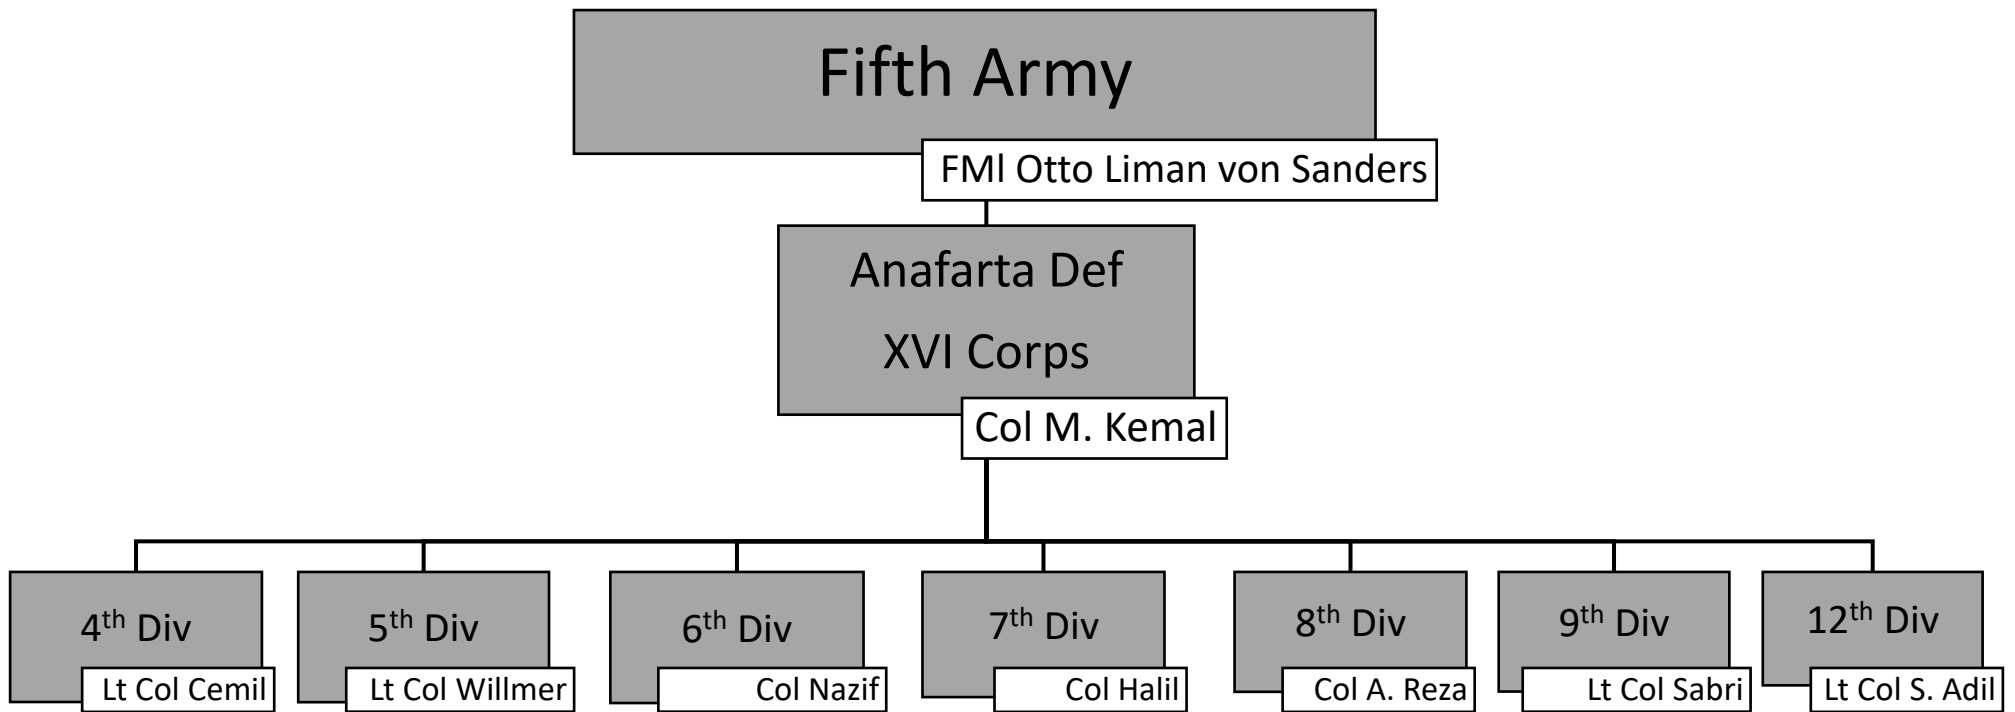 Fifth Army
FMl Otto Liman von Sanders
Anafarta Def
XVI Corps
Col M. Kemal
4th Div
Lt Col Cemil
5th Div
Lt Col Willmer
6th Div
Col Nazif
7th Div
Col Halil
8th Div
Col A. Reza
9th Div
Lt Col Sabri
12th Div
Lt Col S. Adil